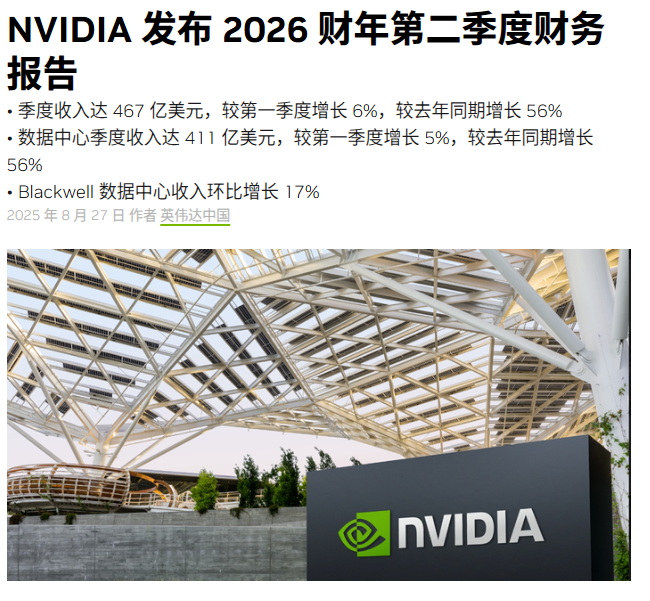 NVIDIA 发布 2026 财年第二季度财务
报告
• 季度收入达 467 亿美元，较第一季度增长 6%，较去年同期增长 56%
• 数据中心季度收入达 411 亿美元，较第一季度增长 5%，较去年同期增长
56%
• Blackwell 数据中心收入环比增长 17%
2025 年 8 月 27 日 作者 英伟达中国
NVIDIA